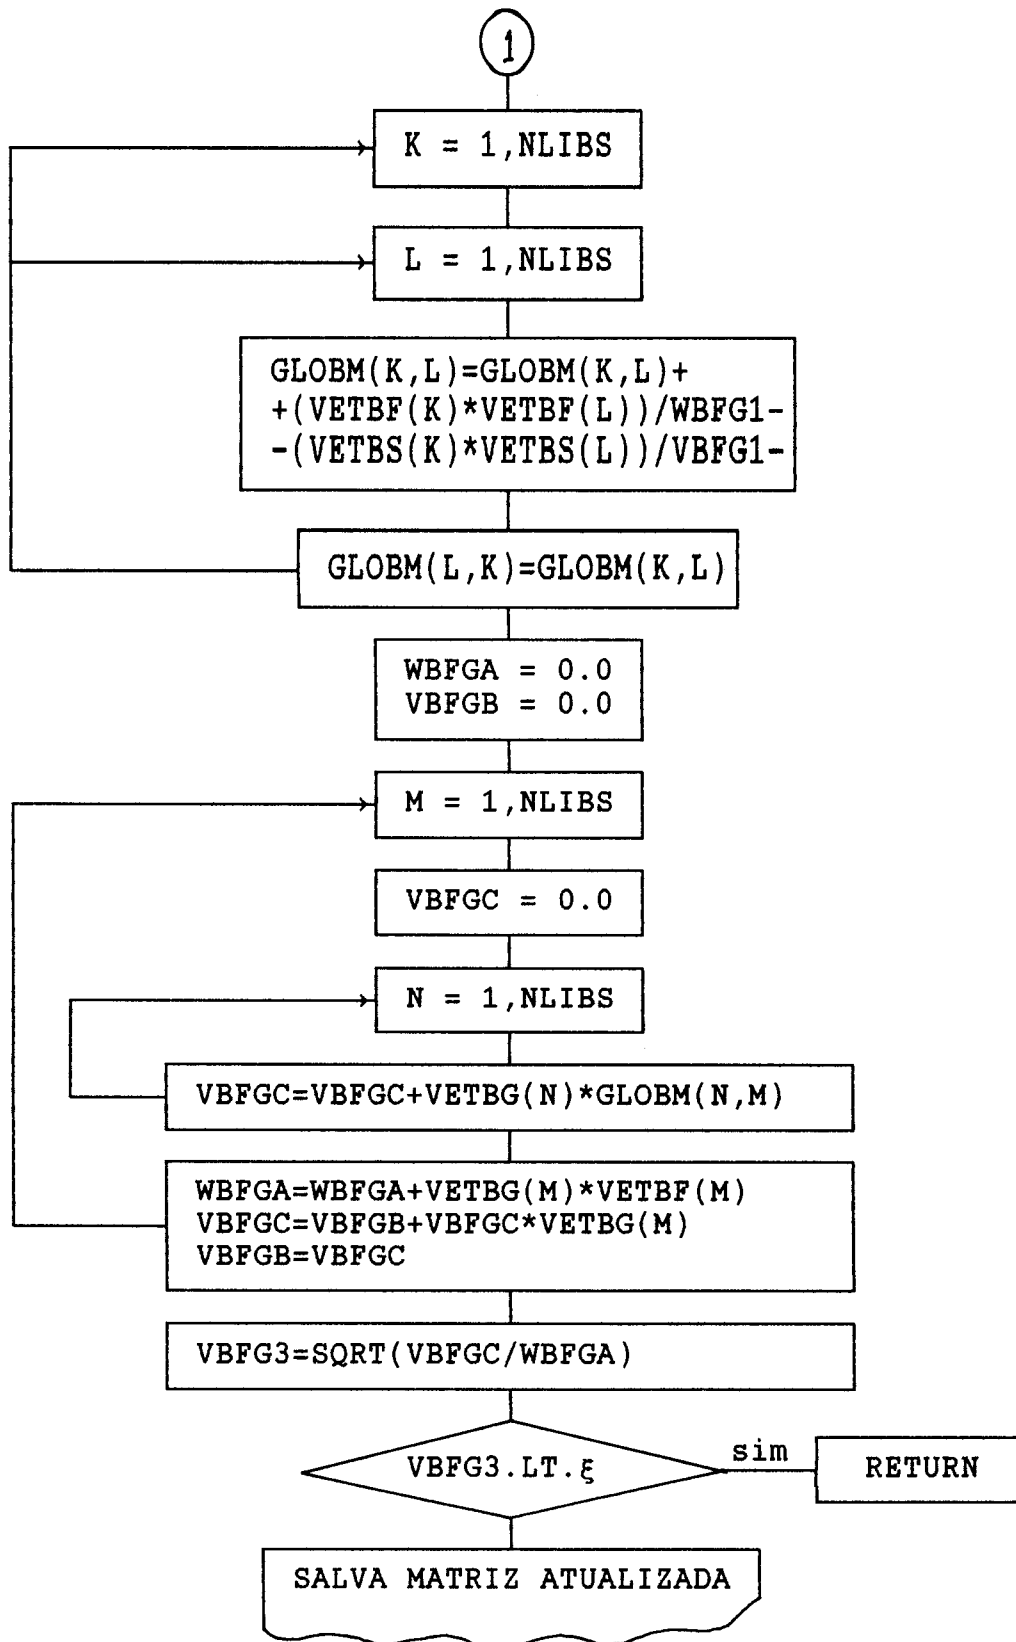 1
K = 1,NLIBS
L = 1,NLIBS
GLOBM(K,L)=GLOBM(K,L)+
+(VETBF(K)*VETBF(L))/WBFG1-
-(VETBS(K)*VETBS(L))/VBFG1-
GLOBM(L,K)=GLOBM(K,L)
WBFGA = 0.0
VBFGB = 0.0
M = 1,NLIBS
VBFGC = 0.0
N = 1,NLIBS
VBFGC=VBFGC+VETBG(N)*GLOBM(N,M)
WBFGA=WBFGA+VETBG(M)*VETBF(M)
VBFGC=VBFGB+VBFGC*VETBG(M)
VBFGB=VBFGC
VBFG3=SQRT(VBFGC/WBFGA)
VBFG3.LT.ξ
sim
RETURN
SALVA MATRIZ ATUALIZADA